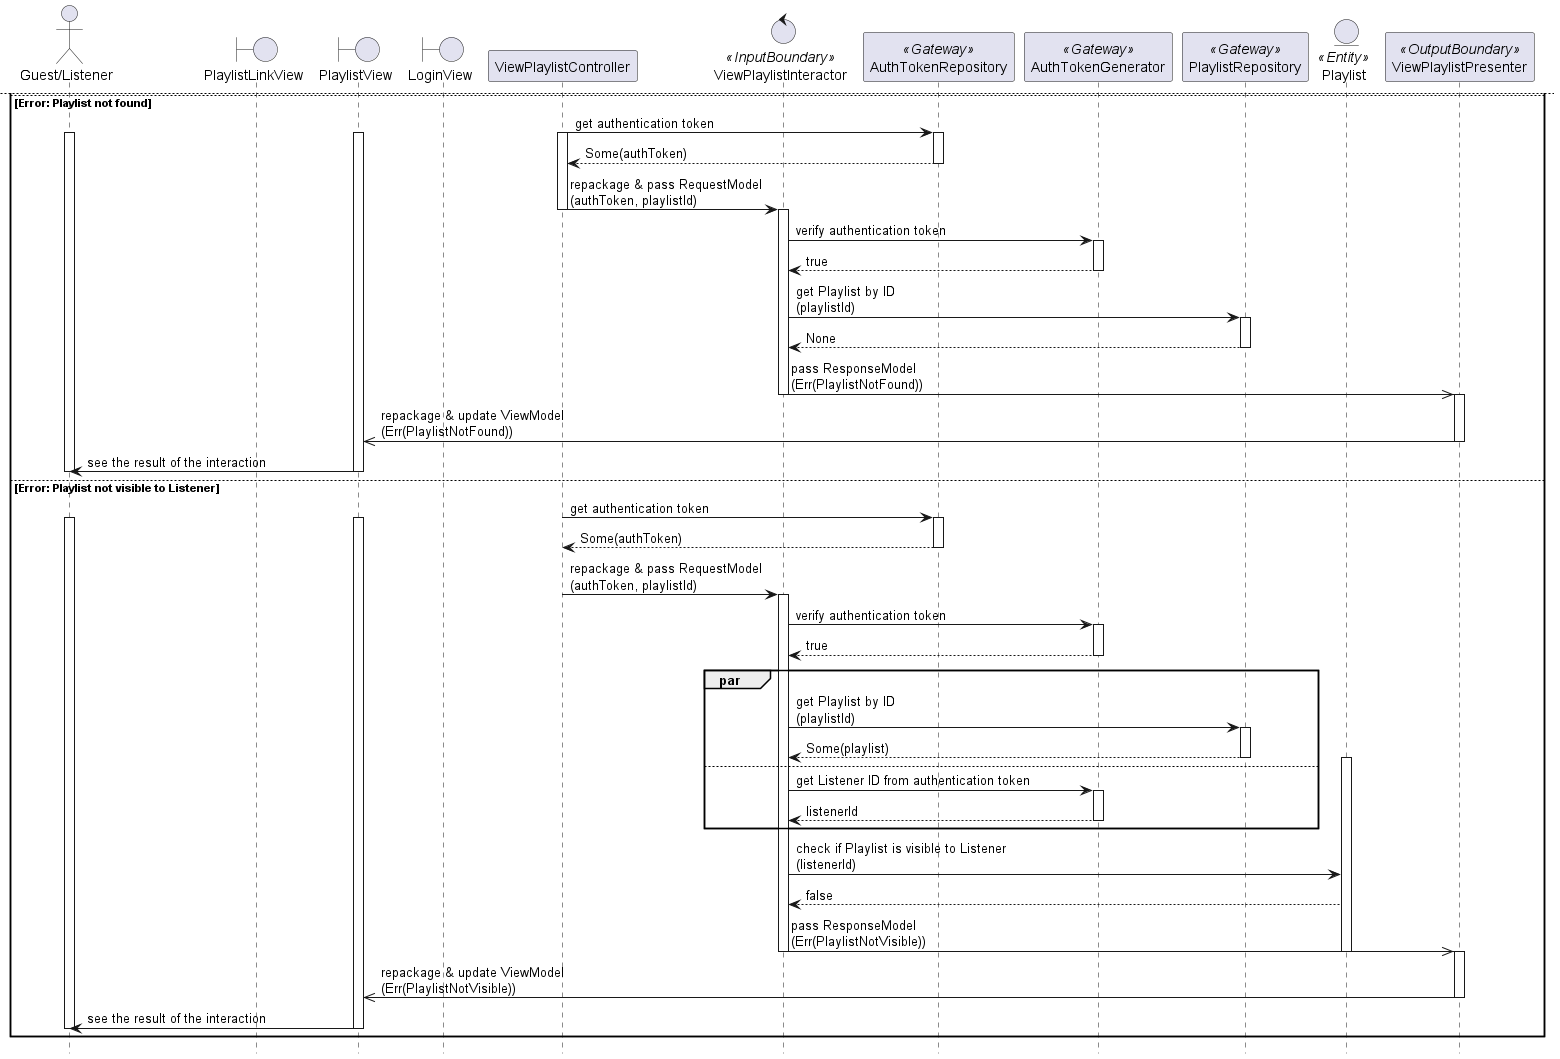 Guest/Listener
PlaylistLinkView
PlaylistView
LoginView
ViewPlaylistController
«InputBoundary»
ViewPlaylistInteractor
«Gateway»
AuthTokenRepository
«Gateway»
AuthTokenGenerator
«Gateway»
PlaylistRepository
«Entity»
Playlist
«OutputBoundary»
ViewPlaylistPresenter
[Error: Playlist not found]
get authentication token
Some(authToken)
repackage & pass RequestModel
(authToken, playlistId)
verify authentication token
true
get Playlist by ID
(playlistId)
None
pass ResponseModel
(Err(PlaylistNotFound))
repackage & update ViewModel
(Err(PlaylistNotFound))
see the result of the interaction
[Error: Playlist not visible to Listener]
get authentication token
Some(authToken)
repackage & pass RequestModel
(authToken, playlistId)
verify authentication token
true
par
get Playlist by ID
(playlistId)
Some(playlist)
get Listener ID from authentication token
listenerId
check if Playlist is visible to Listener
(listenerId)
false
pass ResponseModel
(Err(PlaylistNotVisible))
repackage & update ViewModel
(Err(PlaylistNotVisible))
see the result of the interaction